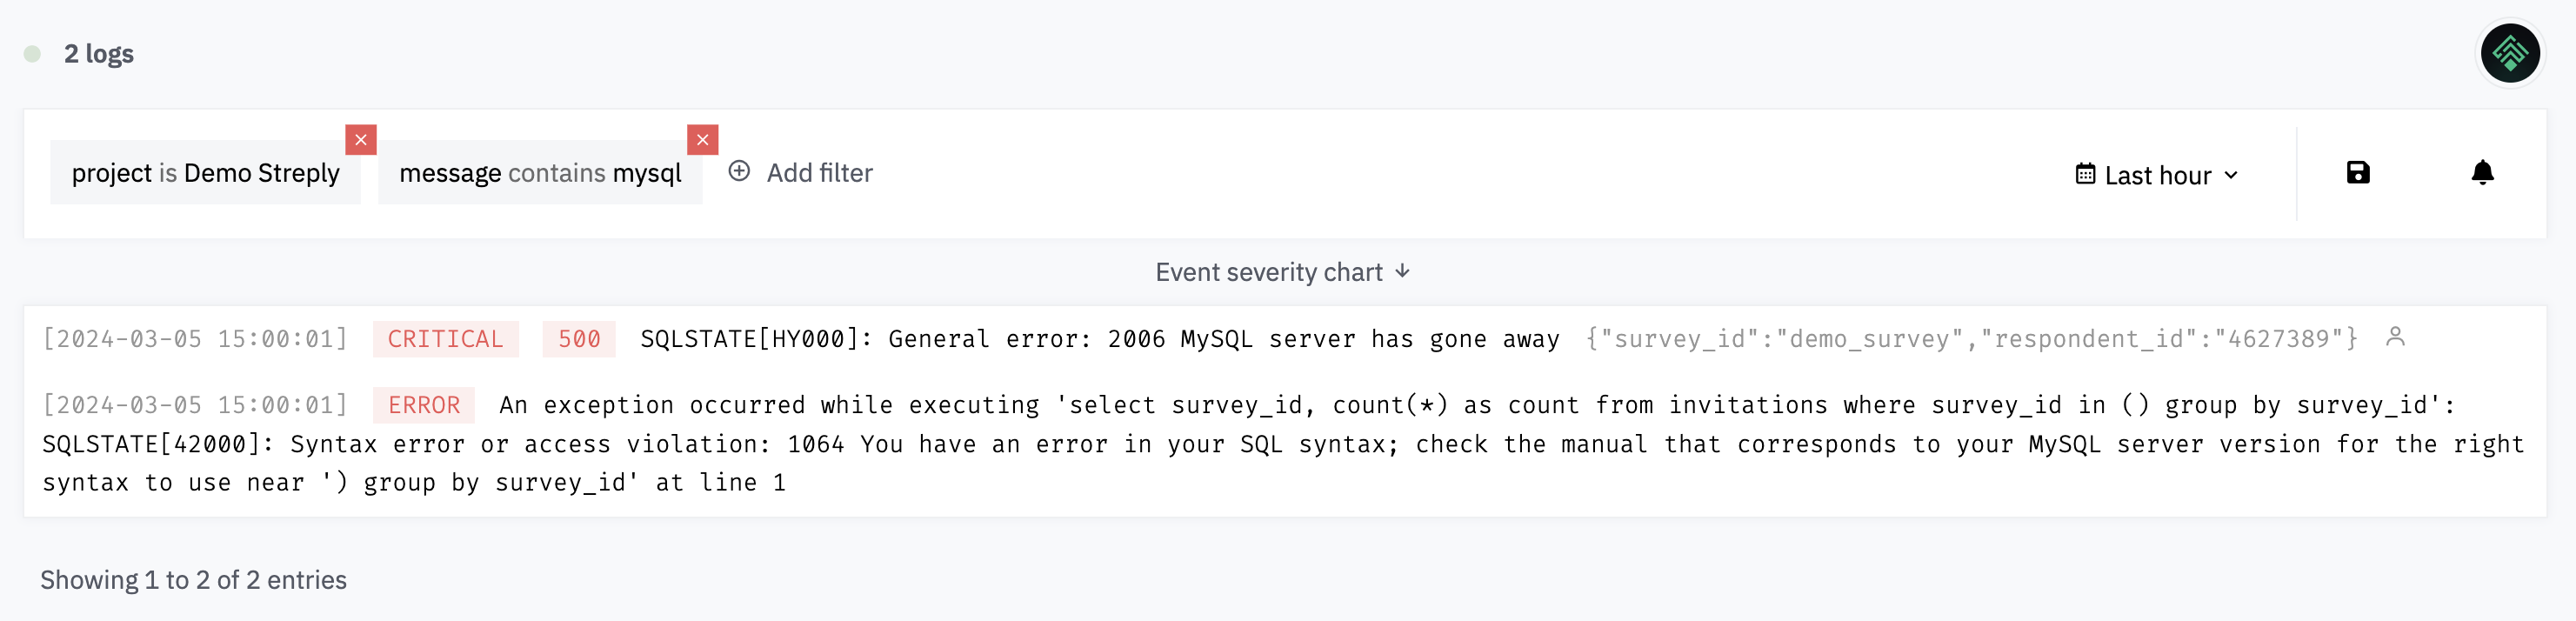 2 logs
project is Demo Streply
message contains mysql
Add filter
Last hour
Event severity chart ↓
[2024-03-05 15:00:01] CRITICAL 500 SQLSTATE[HY000]: General error: 2006 MySQL server has gone away {"survey_id":"demo_survey","respondent_id":"4627389"}
[2024-03-05 15:00:01] ERROR An exception occurred while executing 'select survey_id, count(*) as count from invitations where survey_id in () group by survey_id':
SQLSTATE[42000]: Syntax error or access violation: 1064 You have an error in your SQL syntax; check the manual that corresponds to your MySQL server version for the right
syntax to use near ') group by survey_id' at line 1
Showing 1 to 2 of 2 entries